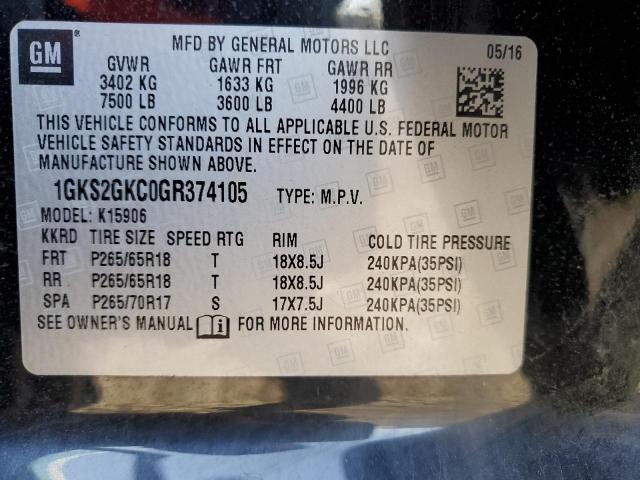 GM
MFD BY GENERAL MOTORS LLC 05/16
GVWR GAWR FRT GAWR RR
3402 KG 1633 KG 1996 KG
7500 LB 3600 LB 4400 LB
THIS VEHICLE CONFORMS TO ALL APPLICABLE U.S. FEDERAL MOTOR
VEHICLE SAFETY STANDARDS IN EFFECT ON THE DATE OF
MANUFACTURE SHOWN ABOVE.
1GKS2GKC0GR374105 TYPE: M.P.V.
MODEL: K15906
KKRD TIRE SIZE SPEED RTG RIM COLD TIRE PRESSURE
FRT P265/65R18 T 18X8.5J 240KPA(35PSI)
RR P265/65R18 T 18X8.5J 240KPA(35PSI)
SPA P265/70R17 S 17X7.5J 240KPA(35PSI)
SEE OWNER'S MANUAL FOR MORE INFORMATION.